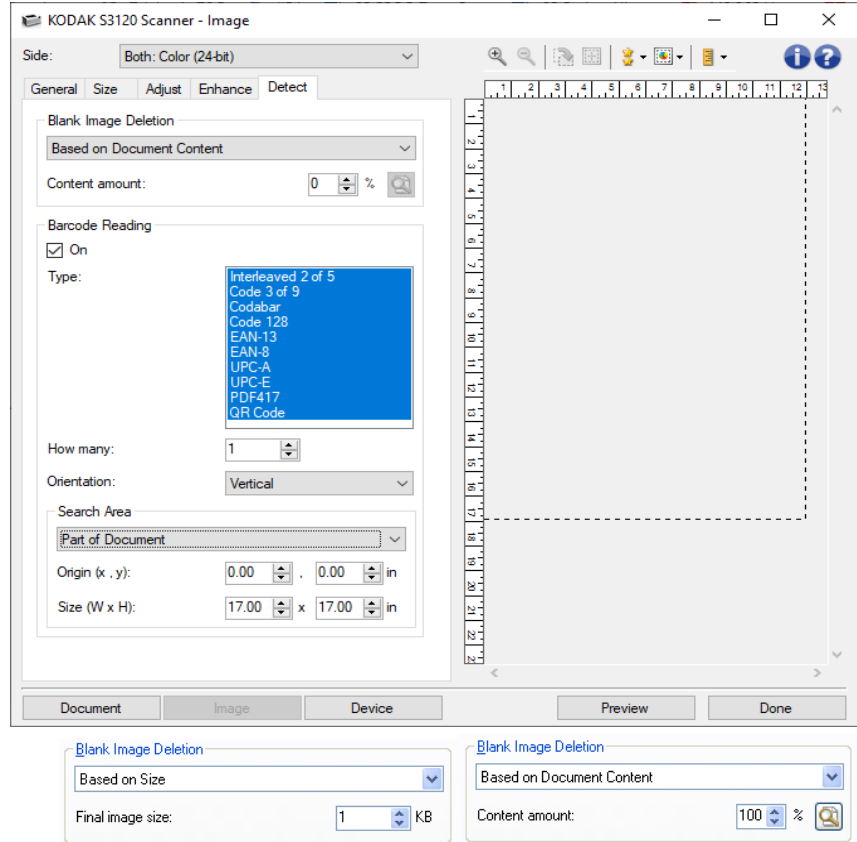 KODAK S3120 Scanner - Image
Side: Both: Color (24-bit)
General Size Adjust Enhance Detect
Blank Image Deletion
Based on Document Content
Content amount: 0 %
Barcode Reading
On
Type:
Interleaved 2 of 5
Code 3 of 9
Codabar
Code 128
EAN-13
EAN-8
UPC-A
UPC-E
PDF417
QR Code
How many: 1
Orientation: Vertical
Search Area
Part of Document
Origin (x , y): 0.00 , 0.00 in
Size (W x H): 17.00 x 17.00 in
1 2 3 4 5 6 7 8 9 10 11 12 13
1
2
3
4
5
6
7
8
9
10
11
12
13
14
15
16
17
18
19
20
21
22
Document Image Device Preview Done
Blank Image Deletion
Based on Size
Final image size: 1 KB
Blank Image Deletion
Based on Document Content
Content amount: 100 %